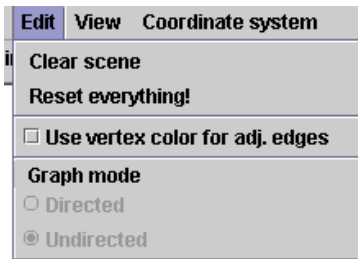 Edit View Coordinate system
Clear scene
Reset everything!
Use vertex color for adj. edges
Graph mode
Directed
Undirected